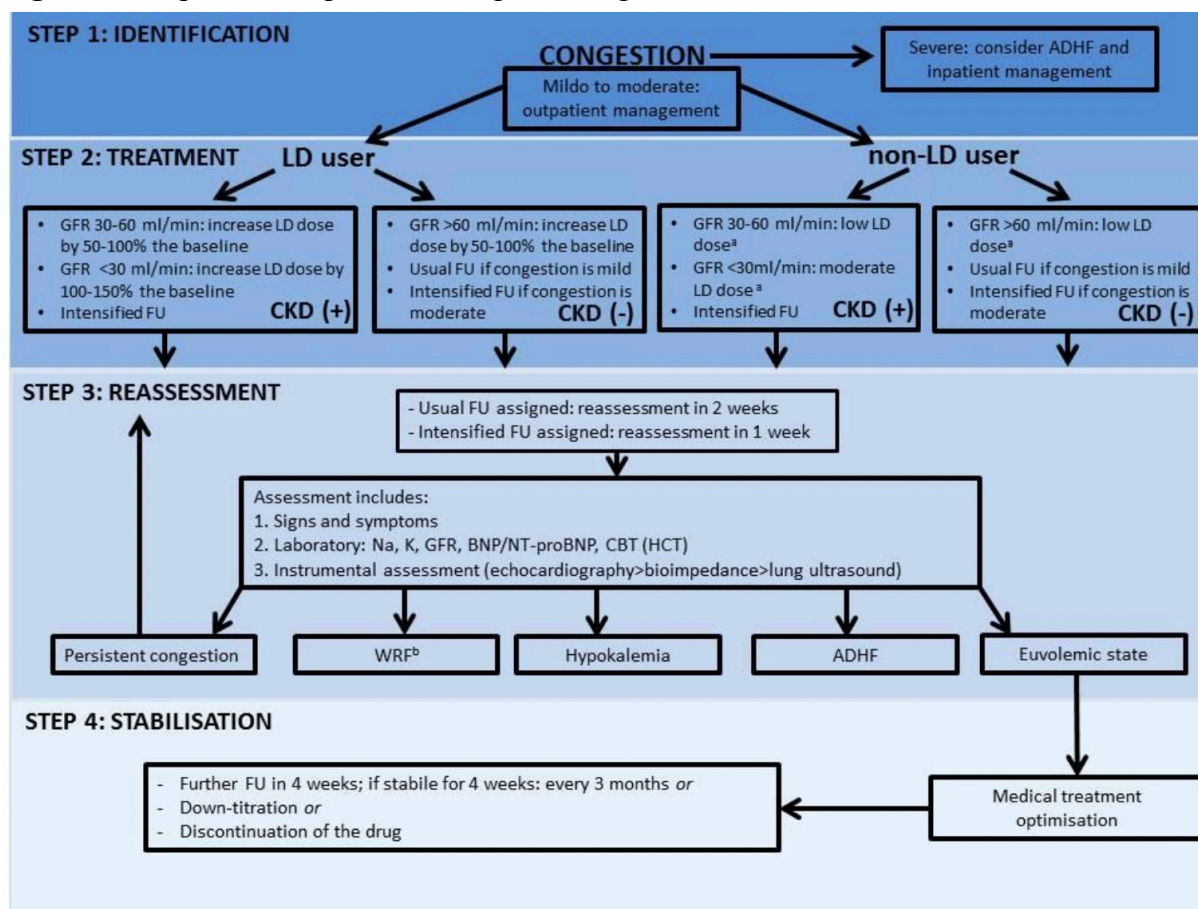 STEP 1: IDENTIFICATION
CONGESTION
Severe: consider ADHF and
inpatient management
Mildo to moderate:
outpatient management
STEP 2: TREATMENT
LD user
non-LD user
• GFR 30-60 ml/min: increase LD dose
by 50-100% the baseline
• GFR <30 ml/min: increase LD dose by
100-150% the baseline
• Intensified FU
CKD (+)
• GFR >60 ml/min: increase LD
dose by 50-100% the baseline
• Usual FU if congestion is mild
• Intensified FU if congestion is
moderate
CKD (-)
• GFR 30-60 ml/min: low LD
doseª
• GFR <30ml/min: moderate
LD dose ª
• Intensified FU
CKD (+)
• GFR >60 ml/min: low LD
doseª
• Usual FU if congestion is mild
• Intensified FU if congestion is
moderate
CKD (-)
STEP 3: REASSESSMENT
- Usual FU assigned: reassessment in 2 weeks
- Intensified FU assigned: reassessment in 1 week
Assessment includes:
1. Signs and symptoms
2. Laboratory: Na, K, GFR, BNP/NT-proBNP, CBT (HCT)
3. Instrumental assessment (echocardiography>bioimpedance>lung ultrasound)
Persistent congestion
WRFᵇ
Hypokalemia
ADHF
Euvolemic state
STEP 4: STABILISATION
- Further FU in 4 weeks; if stabile for 4 weeks: every 3 months or
- Down-titration or
- Discontinuation of the drug
Medical treatment
optimisation